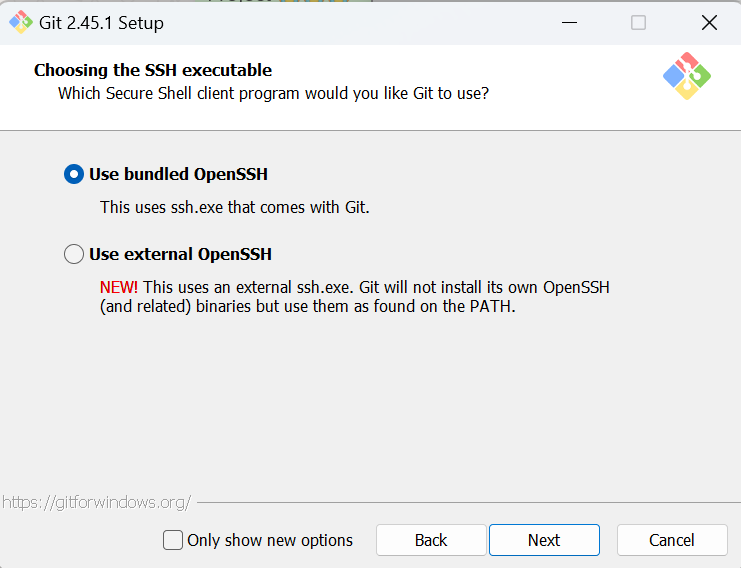 Git 2.45.1 Setup
Choosing the SSH executable
Which Secure Shell client program would you like Git to use?
Use bundled OpenSSH
This uses ssh.exe that comes with Git.
Use external OpenSSH
NEW! This uses an external ssh.exe. Git will not install its own OpenSSH
(and related) binaries but use them as found on the PATH.
https://gitforwindows.org/
Only show new options
Back
Next
Cancel